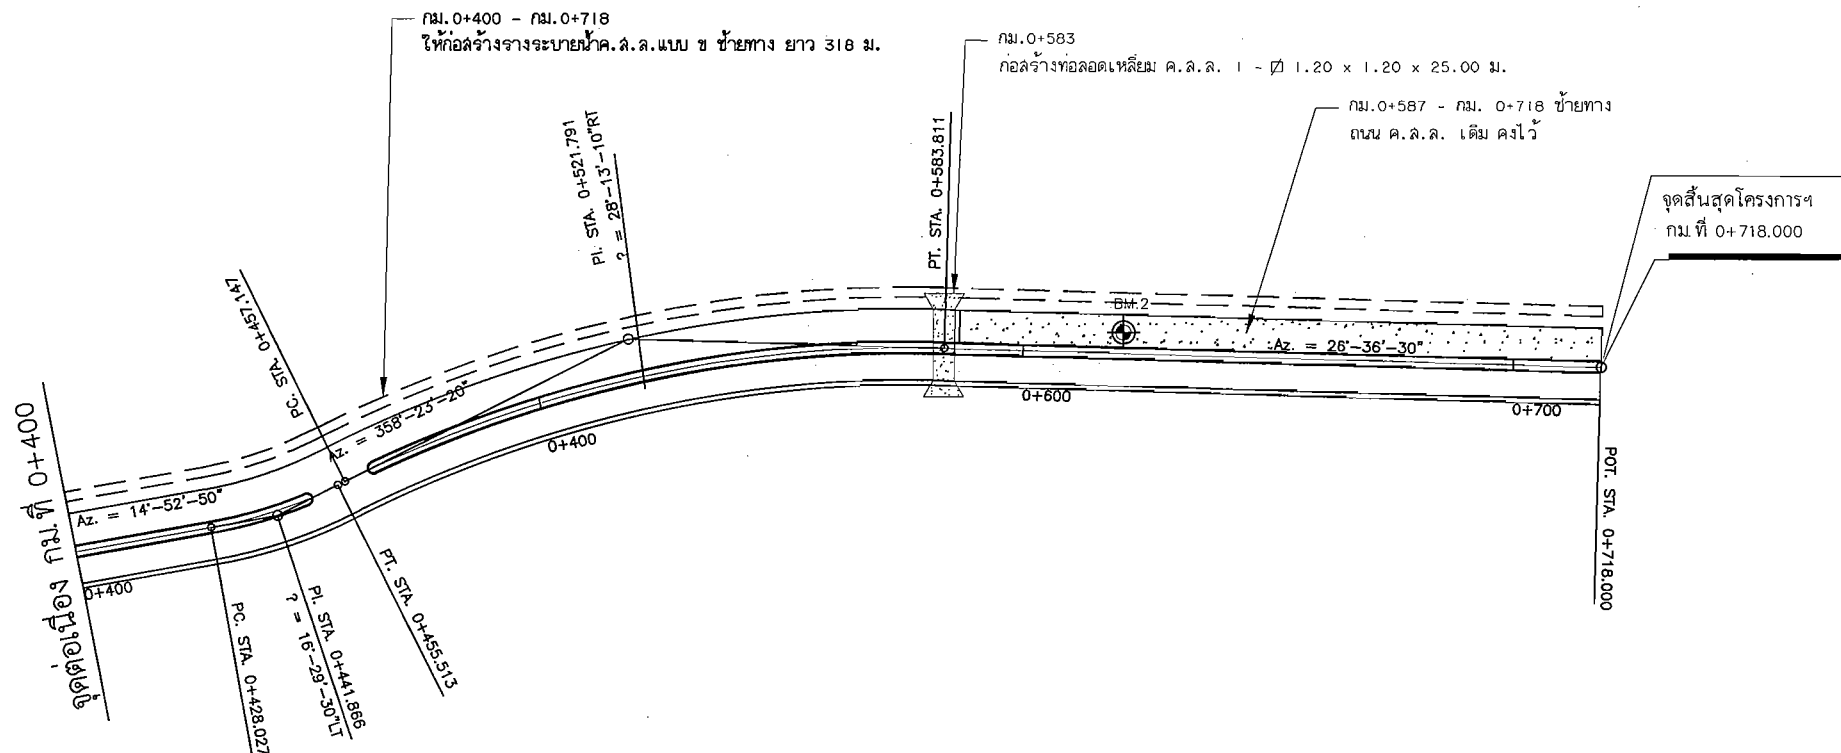 กม.0+400 - กม.0+718
ให้ก่อสร้างรางระบายน้ำค.ส.ล.แบบ ข ซ้ายทาง ยาว 318 ม.
กม.0+583
ก่อสร้างท่อลอดเหลี่ยม ค.ส.ล. 1 - 1.20 x 1.20 x 25.00 ม.
กม.0+587 - กม. 0+718 ซ้ายทาง
ถนน ค.ส.ล. เดิม คงไว้
จุดสิ้นสุดโครงการฯ
กม.ที่ 0+718.000
PI. STA. 0+521.791
? = 28°-13'-10"RT
PT. STA. 0+583.811
PC. STA. 0+457.147
BM.2
Az. = 26°-36'-30"
Az. = 358°-23'-20"
Az. = 14°-52'-50"
0+400
0+400
0+600
0+700
จุดต่อเนื่อง กม.ที่ 0+400
PC. STA. 0+428.027
PI. STA. 0+441.866
? = 16°-29'-30"LT
PT. STA. 0+455.513
POT. STA. 0+718.000